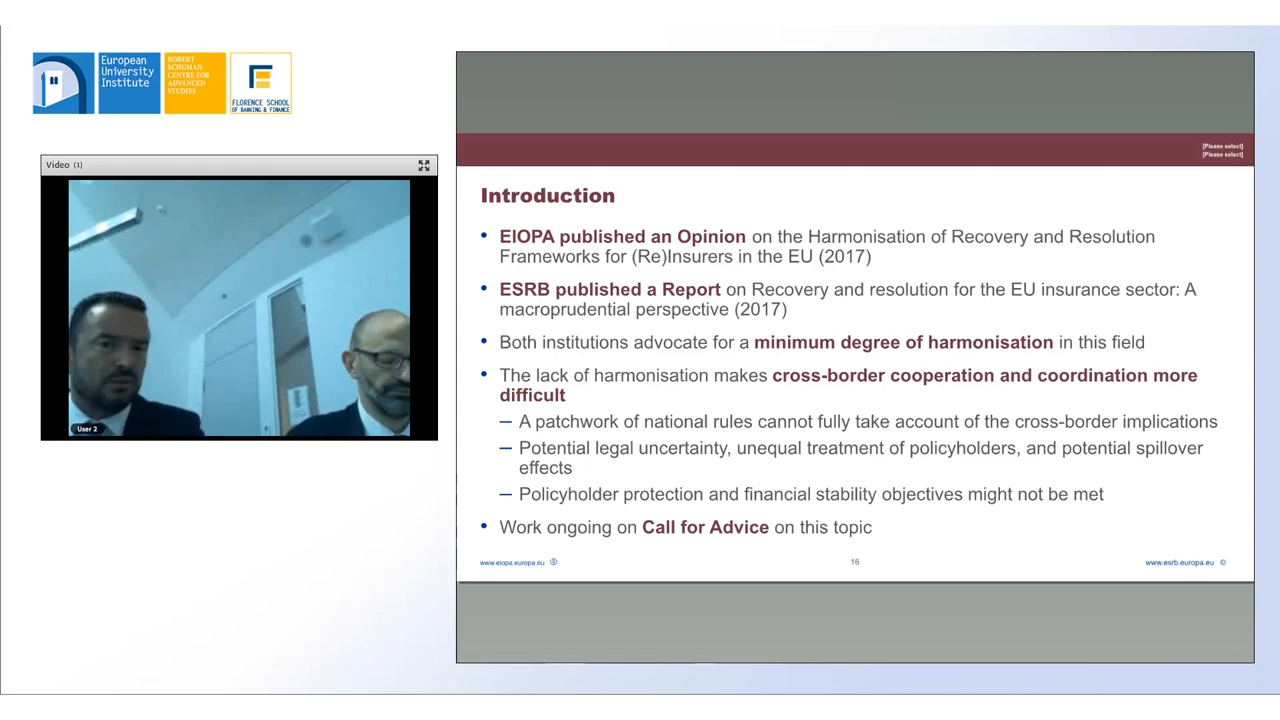 European
University
Institute
ROBERT
SCHUMAN
CENTRE FOR
ADVANCED
STUDIES
FLORENCE SCHOOL
OF BANKING & FINANCE
Video (1)
User 2
[Please select]
[Please select]
Introduction
• EIOPA published an Opinion on the Harmonisation of Recovery and Resolution
Frameworks for (Re)Insurers in the EU (2017)
• ESRB published a Report on Recovery and resolution for the EU insurance sector: A
macroprudential perspective (2017)
• Both institutions advocate for a minimum degree of harmonisation in this field
• The lack of harmonisation makes cross-border cooperation and coordination more
difficult
– A patchwork of national rules cannot fully take account of the cross-border implications
– Potential legal uncertainty, unequal treatment of policyholders, and potential spillover
effects
– Policyholder protection and financial stability objectives might not be met
• Work ongoing on Call for Advice on this topic
www.eiopa.europa.eu
16
www.esrb.europa.eu ©